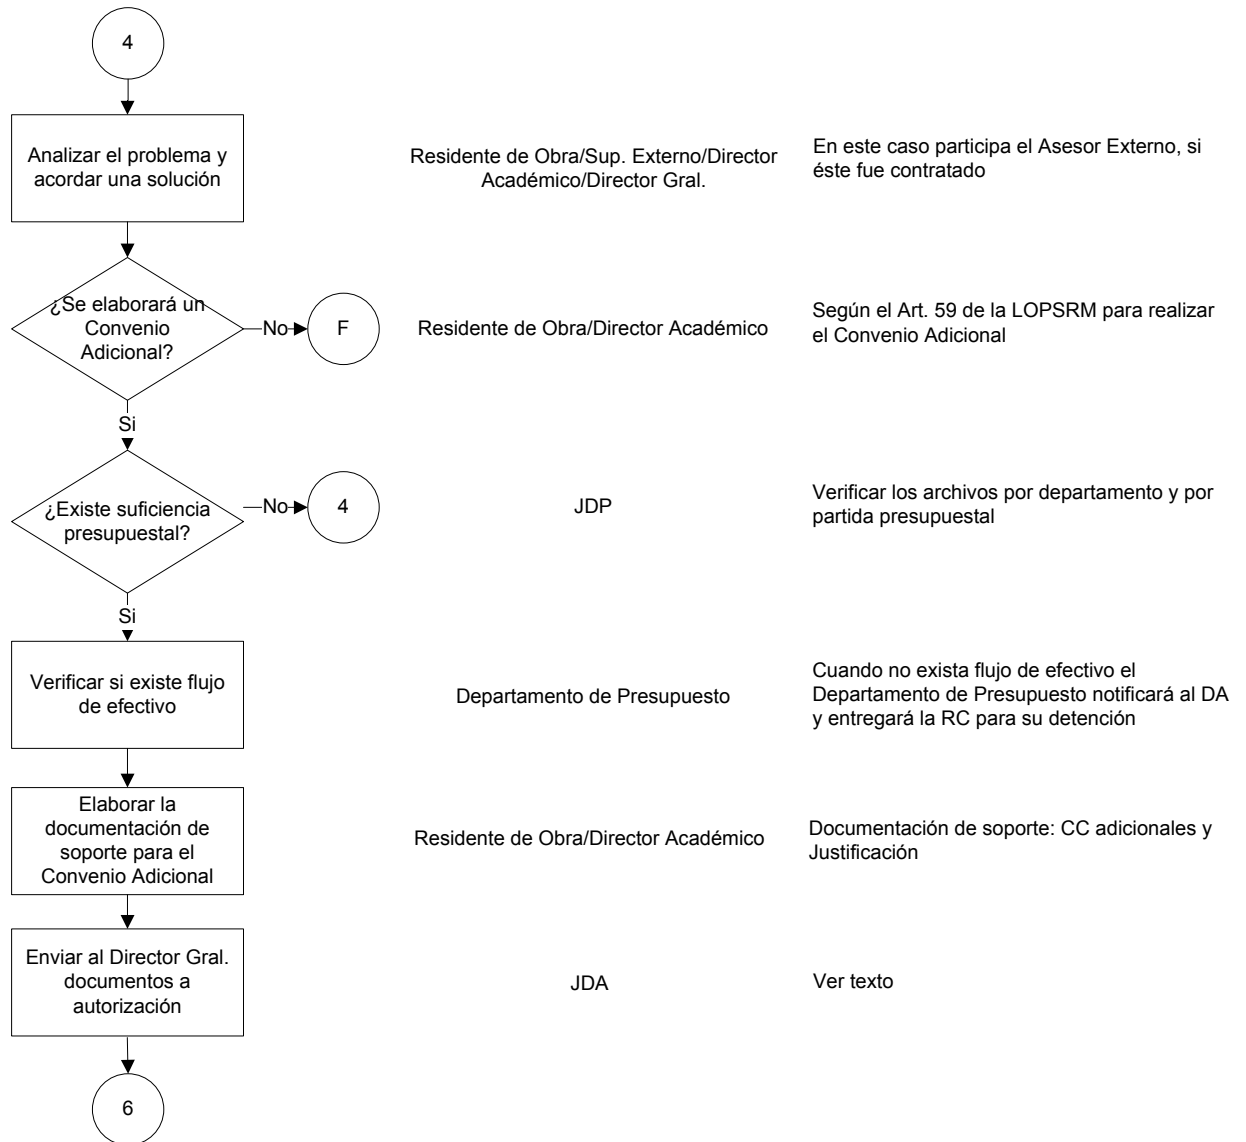 4
Analizar el problema y
acordar una solución
Residente de Obra/Sup. Externo/Director
Académico/Director Gral.
En este caso participa el Asesor Externo, si
éste fue contratado
¿Se elaborará un
Convenio
Adicional?
No
F
Residente de Obra/Director Académico
Según el Art. 59 de la LOPSRM para realizar
el Convenio Adicional
Si
¿Existe suficiencia
presupuestal?
No
4
JDP
Verificar los archivos por departamento y por
partida presupuestal
Si
Verificar si existe flujo
de efectivo
Departamento de Presupuesto
Cuando no exista flujo de efectivo el
Departamento de Presupuesto notificará al DA
y entregará la RC para su detención
Elaborar la
documentación de
soporte para el
Convenio Adicional
Residente de Obra/Director Académico
Documentación de soporte: CC adicionales y
Justificación
Enviar al Director Gral.
documentos a
autorización
JDA
Ver texto
6